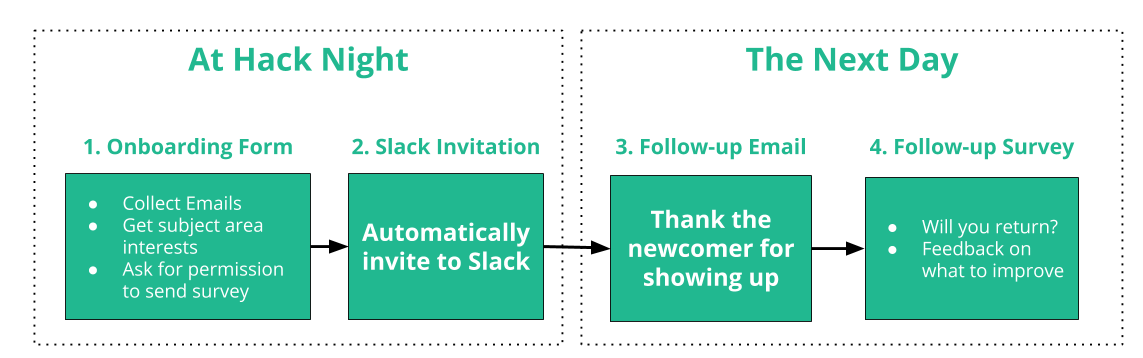 At Hack Night
The Next Day
1. Onboarding Form
2. Slack Invitation
3. Follow-up Email
4. Follow-up Survey
● Collect Emails
● Get subject area
interests
● Ask for permission
to send survey
Automatically
invite to Slack
Thank the
newcomer for
showing up
● Will you return?
● Feedback on
what to improve